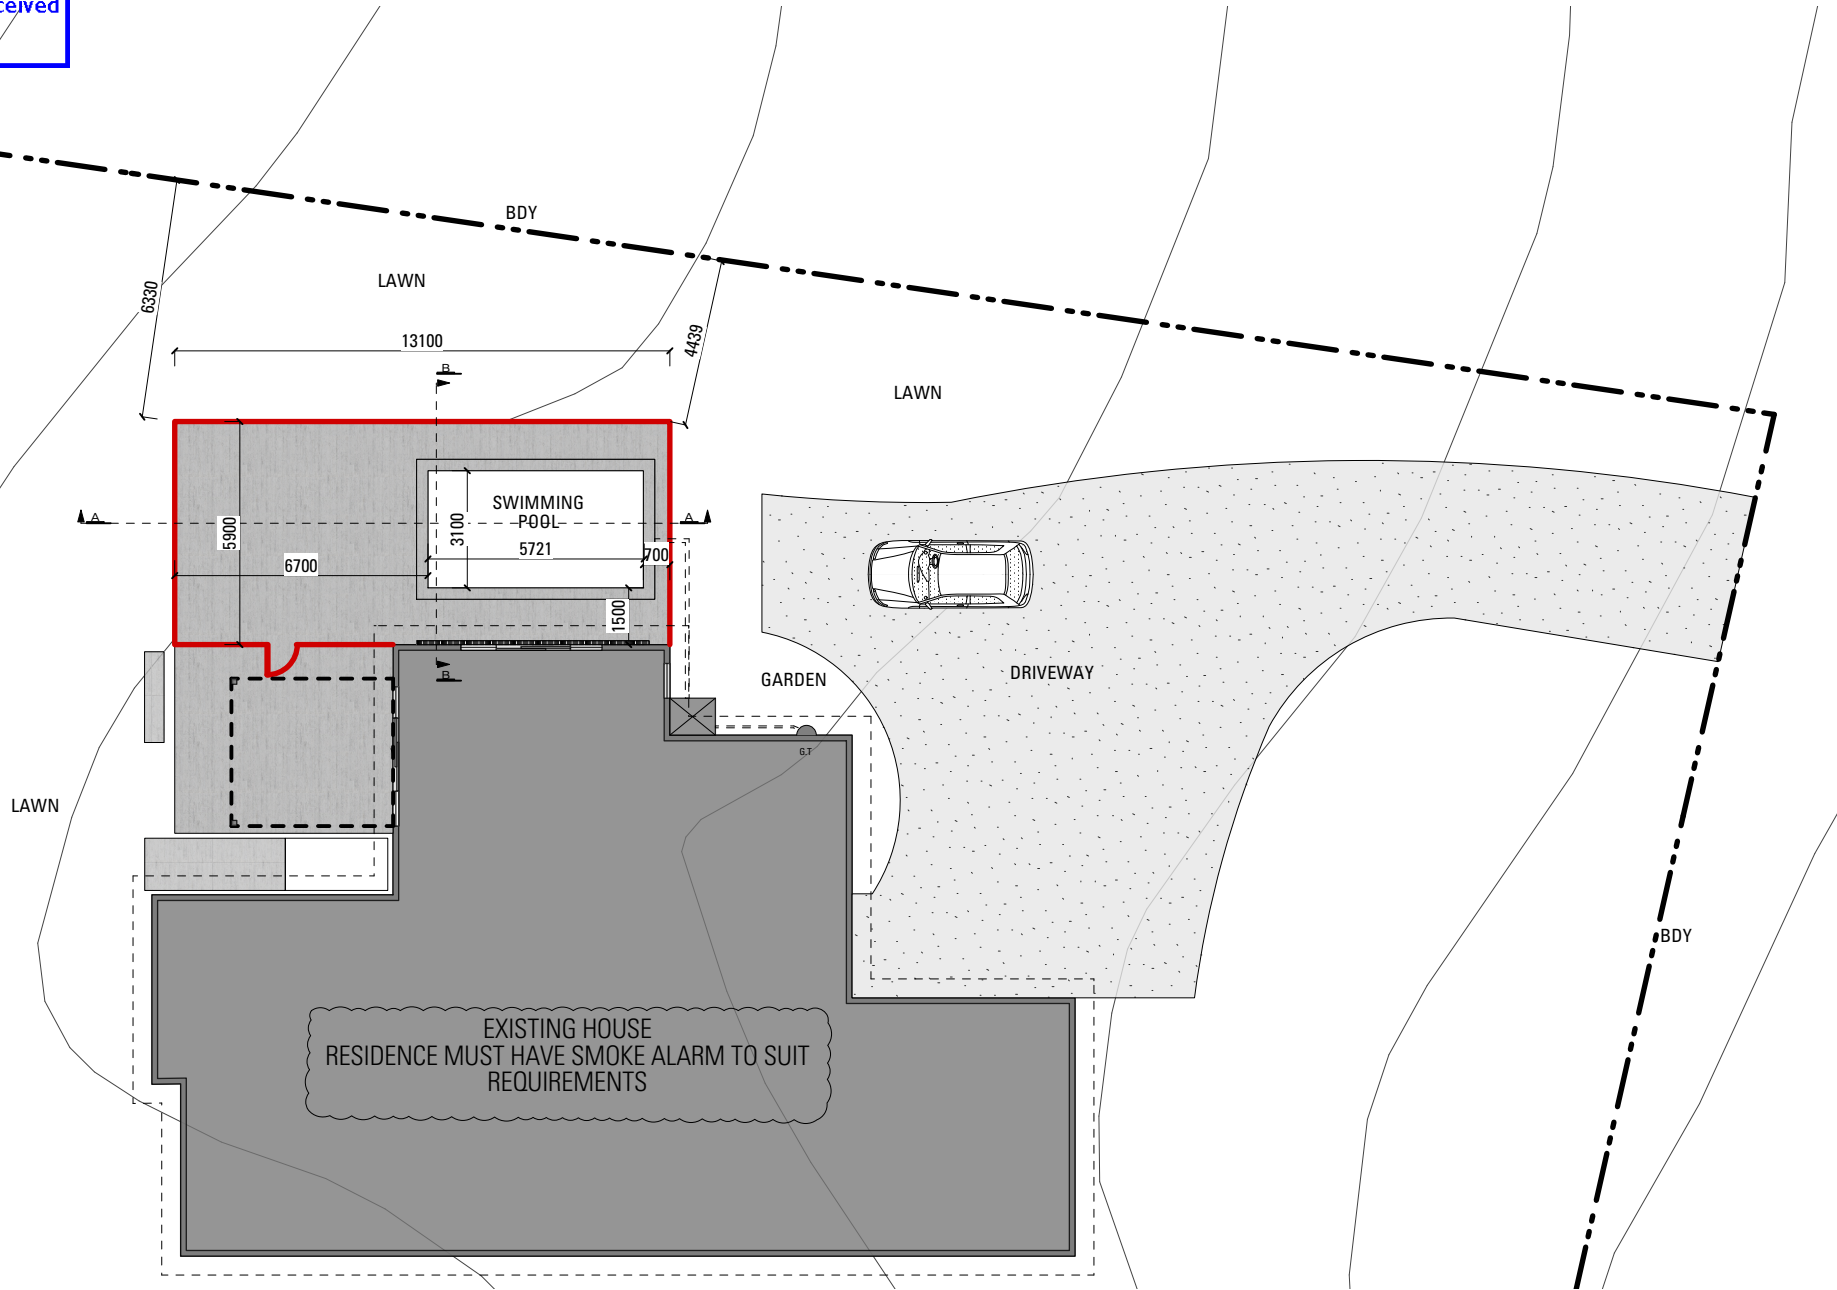 ceived
BDY
LAWN
6330
13100
4439
B
LAWN
SWIMMING
POOL
A
A
5900
3100
5721
700
6700
1500
B
GARDEN
DRIVEWAY
G.T
LAWN
BDY
EXISTING HOUSE
RESIDENCE MUST HAVE SMOKE ALARM TO SUIT
REQUIREMENTS